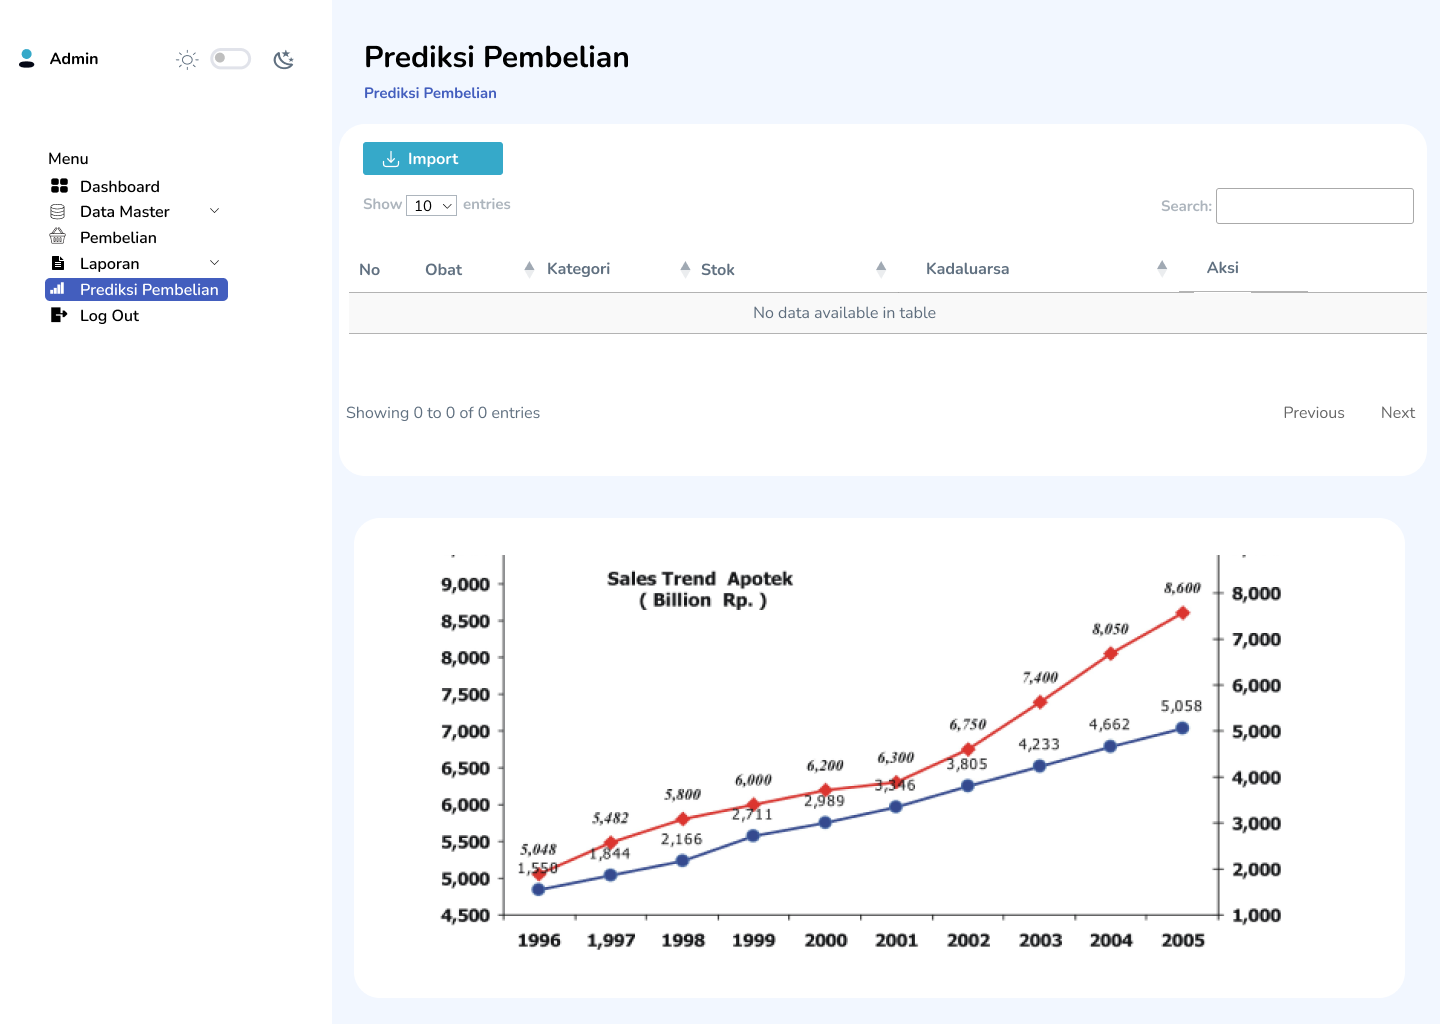 Admin
Menu
Dashboard
Data Master
Pembelian
Laporan
Prediksi Pembelian
Log Out
Prediksi Pembelian
Prediksi Pembelian
Import
Show 10 entries
Search:
No Obat Kategori Stok Kadaluarsa Aksi
No data available in table
Showing 0 to 0 of 0 entries
Previous Next
Sales Trend Apotek
( Billion Rp. )
9,000
8,500
8,000
7,500
7,000
6,500
6,000
5,500
5,000
4,500
5,048
5,482
5,800
6,000
6,200
6,300
6,750
7,400
8,050
8,600
1,550
1,844
2,166
2,711
2,989
3,346
3,805
4,233
4,662
5,058
8,000
7,000
6,000
5,000
4,000
3,000
2,000
1,000
1996 1,997 1998 1999 2000 2001 2002 2003 2004 2005